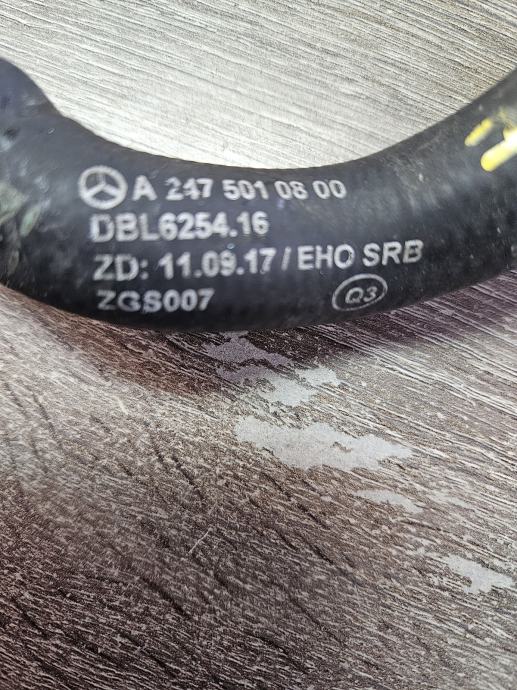 A 247 501 08 00
DBL6254.16
ZD: 11.09.17 / EHO SRB
ZGS007
Q3